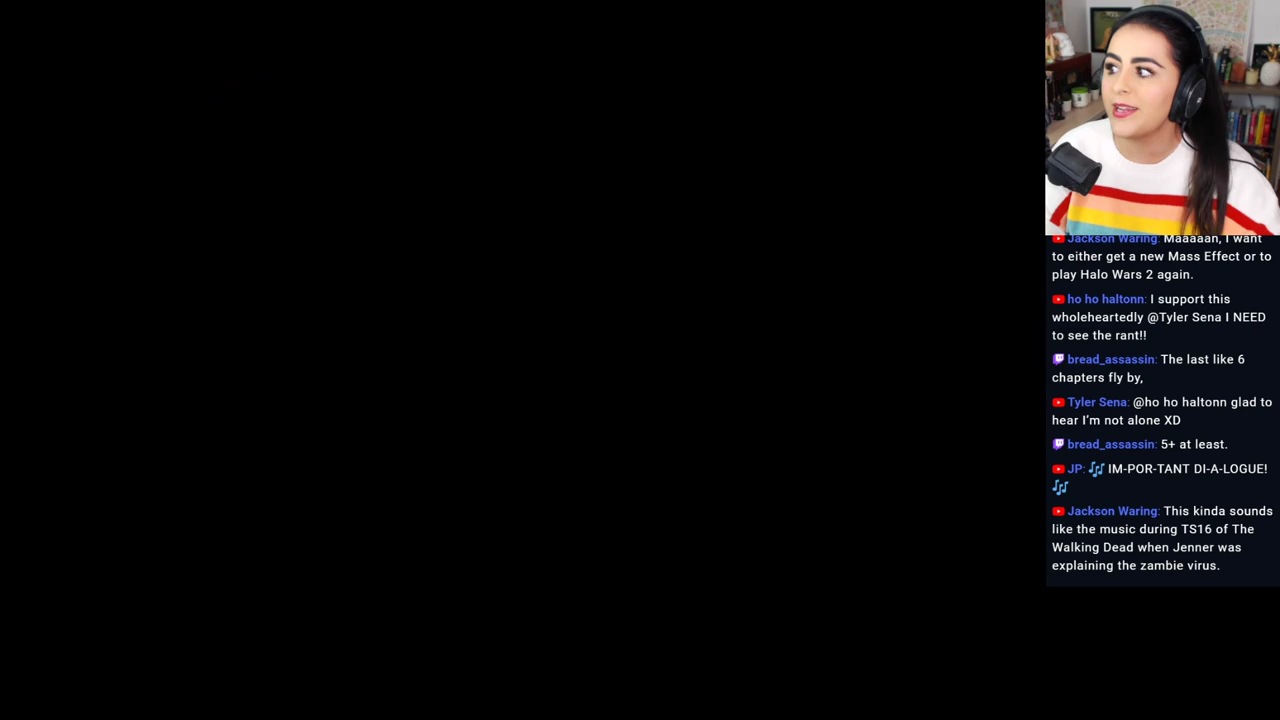 Jackson Waring: Maaaaan, I want
to either get a new Mass Effect or to
play Halo Wars 2 again.
ho ho haltonn: I support this
wholeheartedly @Tyler Sena I NEED
to see the rant!!
bread_assassin: The last like 6
chapters fly by,
Tyler Sena: @ho ho haltonn glad to
hear I'm not alone XD
bread_assassin: 5+ at least.
JP: 🎶 IM-POR-TANT DI-A-LOGUE!
🎶
Jackson Waring: This kinda sounds
like the music during TS16 of The
Walking Dead when Jenner was
explaining the zambie virus.